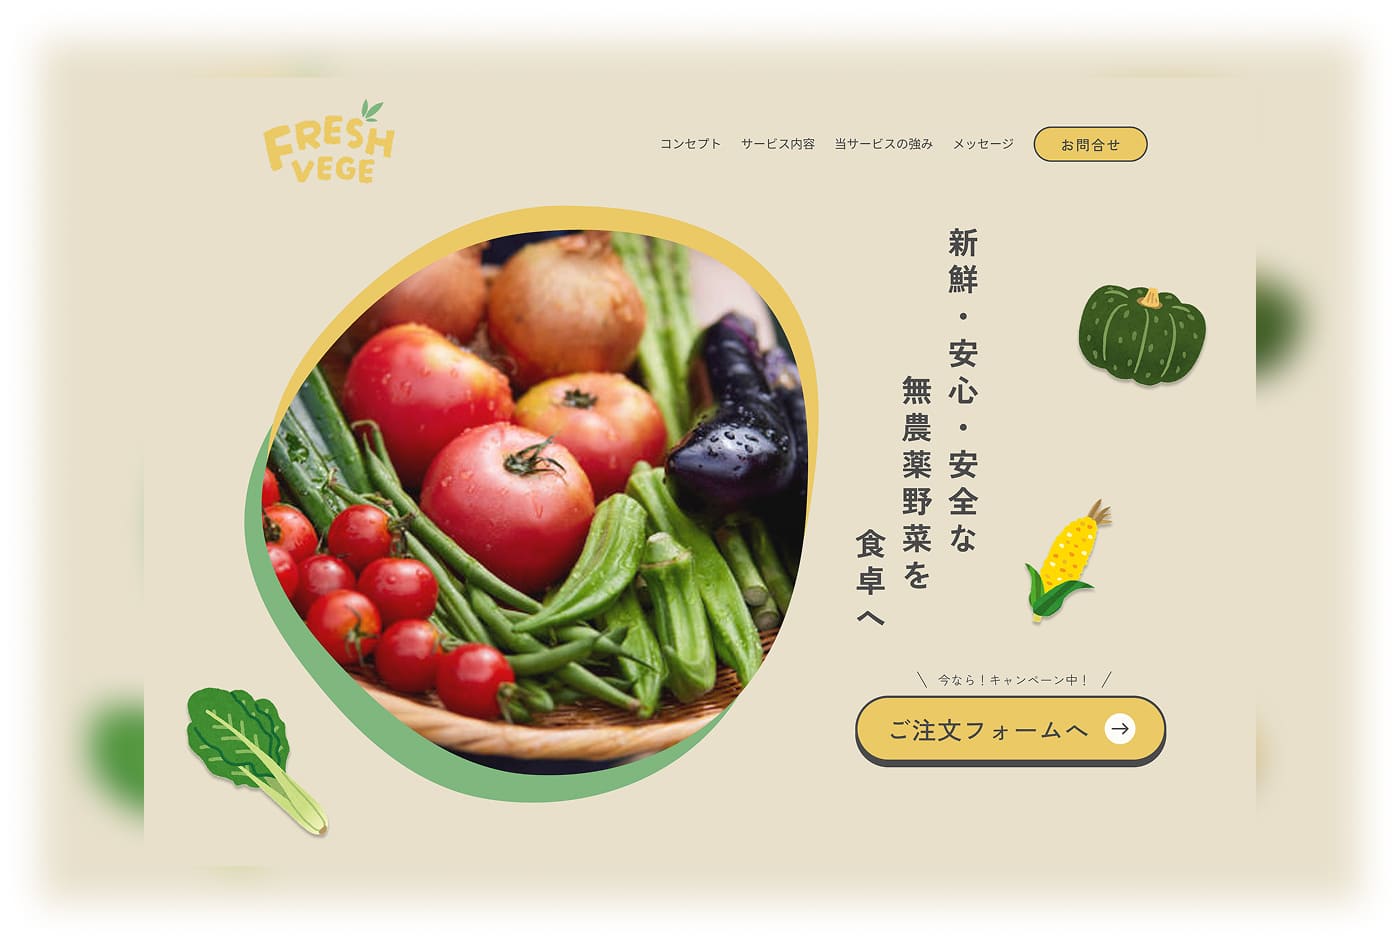 FRESH
VEGE
コンセプト
サービス内容
当サービスの強み
メッセージ
お問合せ
新鮮・安心・安全な
無農薬野菜を
食卓へ
今なら！キャンペーン中！
ご注文フォームへ